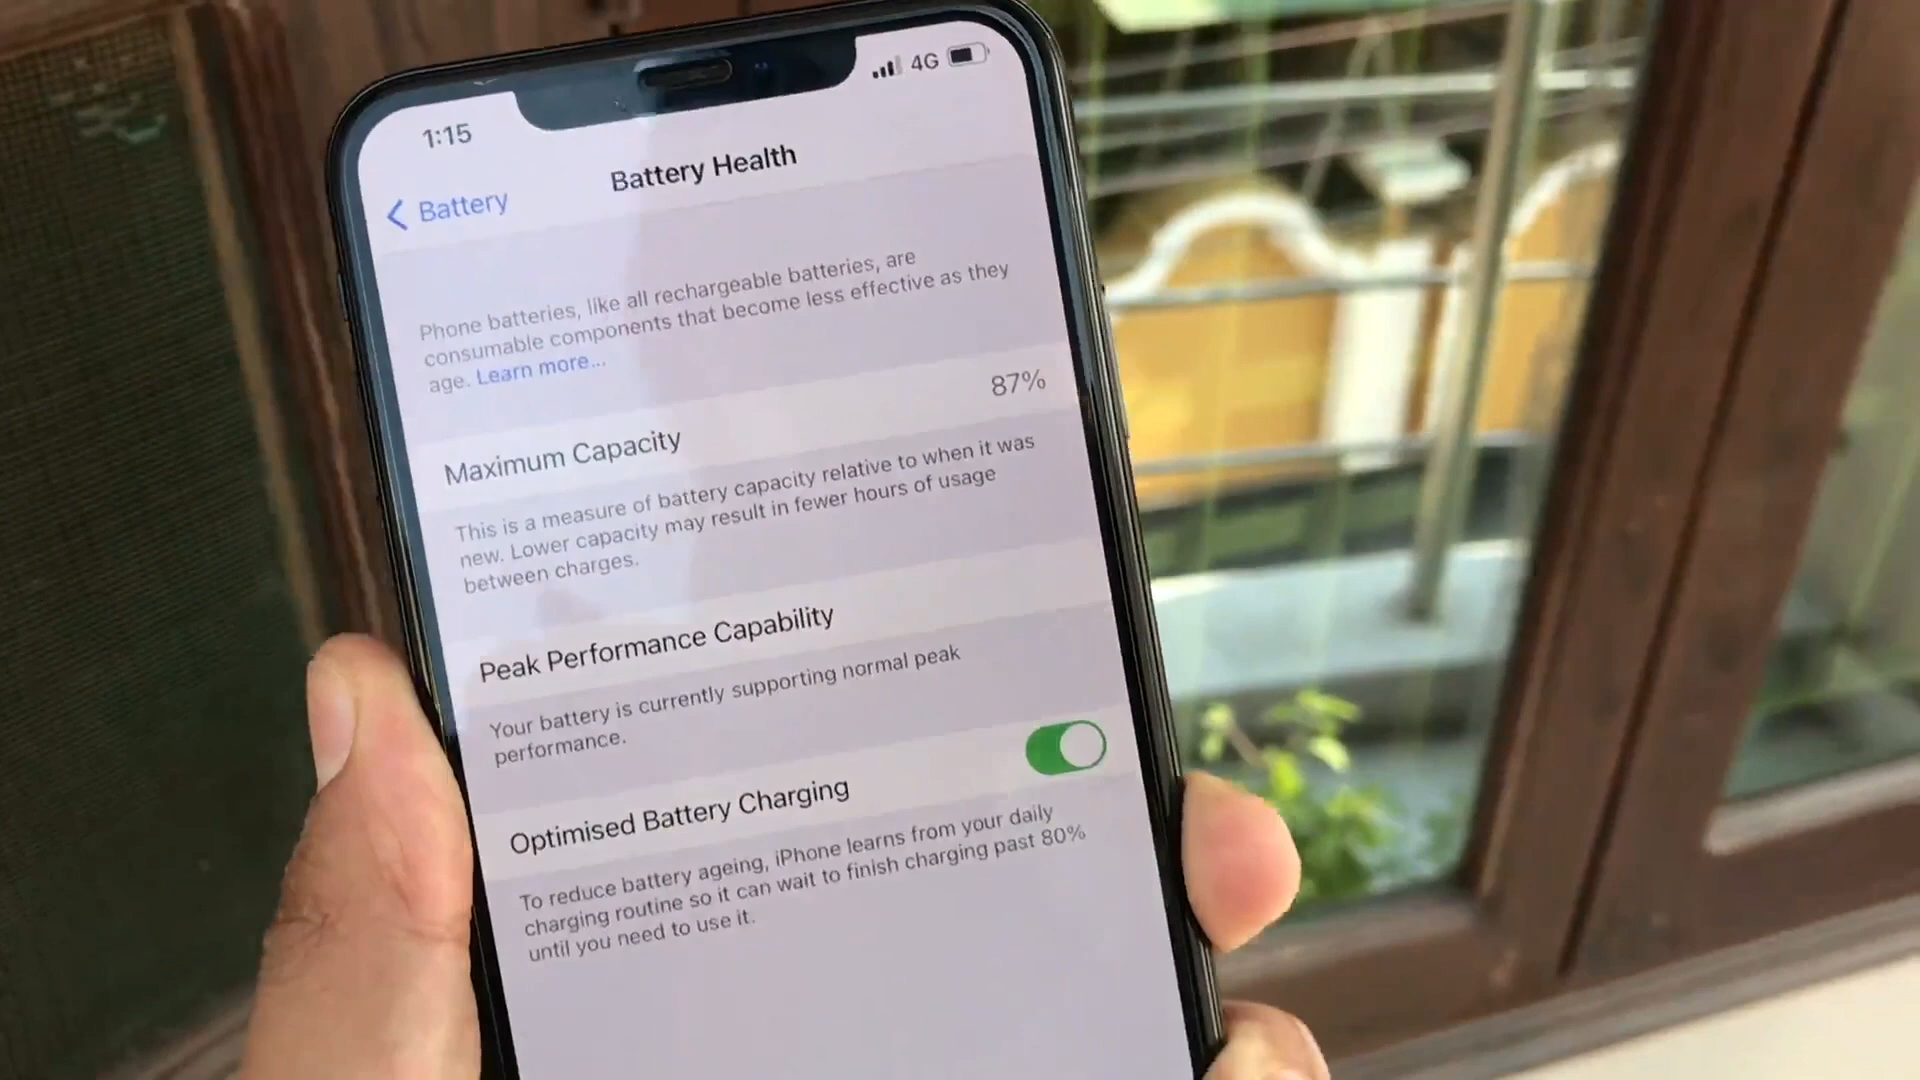 1:15
4G
Battery
Battery Health
Phone batteries, like all rechargeable batteries, are
consumable components that become less effective as they
age. Learn more...
Maximum Capacity 87%
This is a measure of battery capacity relative to when it was
new. Lower capacity may result in fewer hours of usage
between charges.
Peak Performance Capability
Your battery is currently supporting normal peak
performance.
Optimised Battery Charging
To reduce battery ageing, iPhone learns from your daily
charging routine so it can wait to finish charging past 80%
until you need to use it.